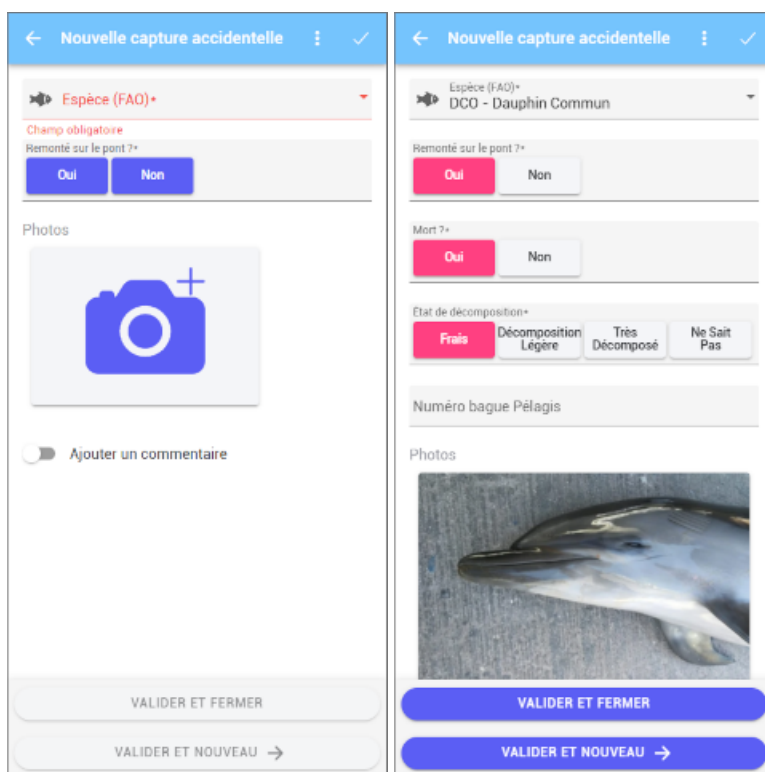 Nouvelle capture accidentelle
Espèce (FAO)*
Champ obligatoire
Remonté sur le pont ?*
Oui Non
Photos
Ajouter un commentaire
VALIDER ET FERMER
VALIDER ET NOUVEAU →
Nouvelle capture accidentelle
Espèce (FAO)*
DCO - Dauphin Commun
Remonté sur le pont ?*
Oui Non
Mort ?*
Oui Non
Etat de décomposition*
Frais Décomposition Légère Très Décomposé Ne Sait Pas
Numéro bague Pélagis
Photos
VALIDER ET FERMER
VALIDER ET NOUVEAU →